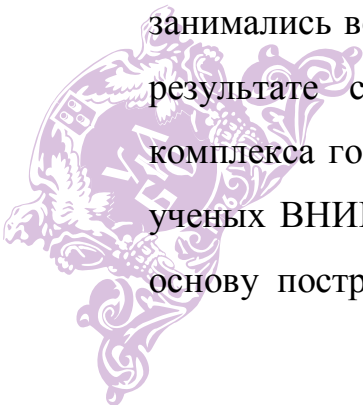 занимались в
результате с
комплекса го
ученых ВНИ
основу постр